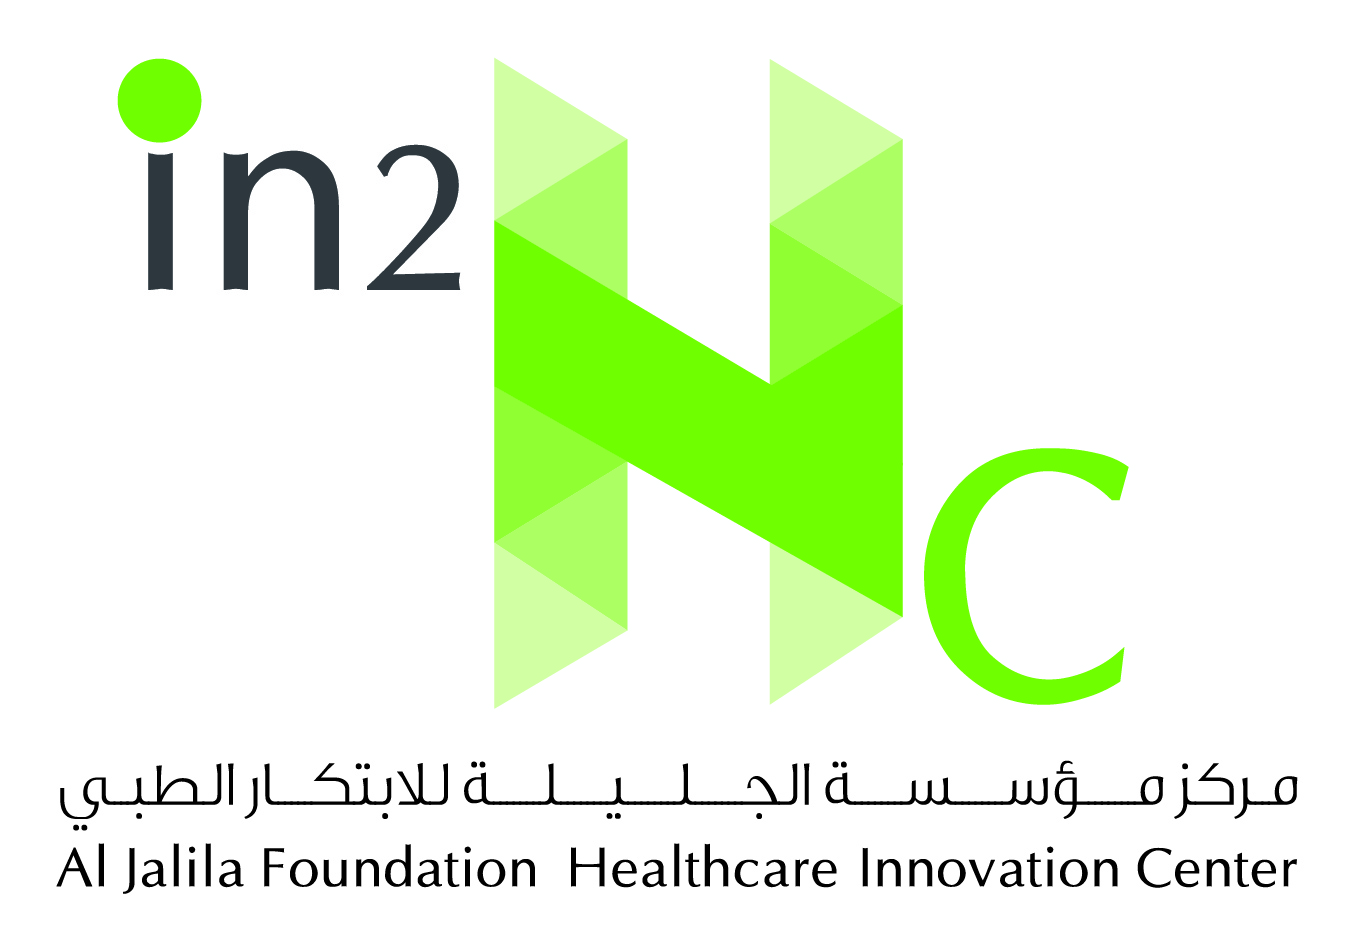 in2HC
مركز مؤسسة الجليلة للابتكار الطبي
Al Jalila Foundation Healthcare Innovation Center